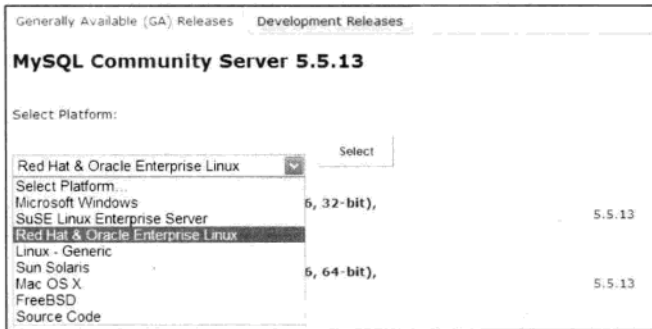 Generally Available (GA) Releases Development Releases
MySQL Community Server 5.5.13
Select Platform:
Select
Red Hat & Oracle Enterprise Linux
Select Platform...
Microsoft Windows
6, 32-bit),
5.5.13
SuSE Linux Enterprise Server
Red Hat & Oracle Enterprise Linux
Linux - Generic
Sun Solaris
6, 64-bit),
Mac OS X
5.5.13
FreeBSD
Source Code